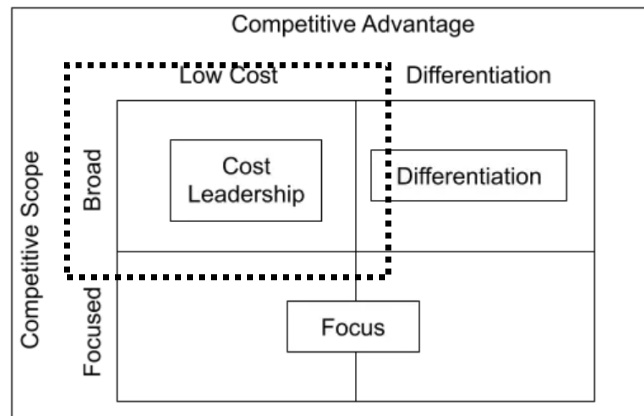 Competitive Advantage
Low Cost
Differentiation
Competitive Scope
Broad
Cost
Leadership
Differentiation
Focused
Focus